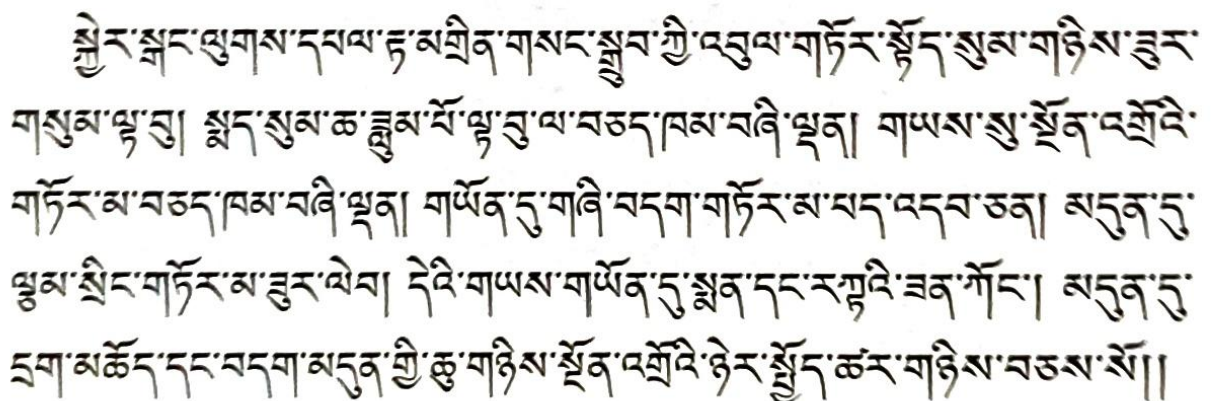 སྐྱེར་སྒང་ལུགས་དཔལ་རྟ་མགྲིན་གསང་སྒྲུབ་ཀྱི་འབུལ་གཏོར་སྟོད་སུམ་གཉིས་ཟུར་
གསུམ་ལྟ་བུ། སྨད་སུམ་ཆ་ཟླུམ་པོ་ལྟ་བུ་ལ་བཅད་ཁམ་བཞི་ལྡན། གཡས་སུ་སྔོན་འགྲོའི་
གཏོར་མ་བཅད་ཁམ་བཞི་ལྡན། གཡོན་དུ་གཞི་བདག་གཏོར་མ་པད་འདབ་ཅན། མདུན་དུ་
ལྕམ་སྲིང་གཏོར་མ་ཟུར་ལེབ། དེའི་གཡས་གཡོན་དུ་སྨན་དང་རཀྟའི་ཟན་ཀོང་། མདུན་དུ་
དྲག་མཆོད་དང་བདག་མདུན་གྱི་ཆུ་གཉིས་སྔོན་འགྲོའི་ཉེར་སྤྱོད་ཚར་གཉིས་བཅས་སོ།།